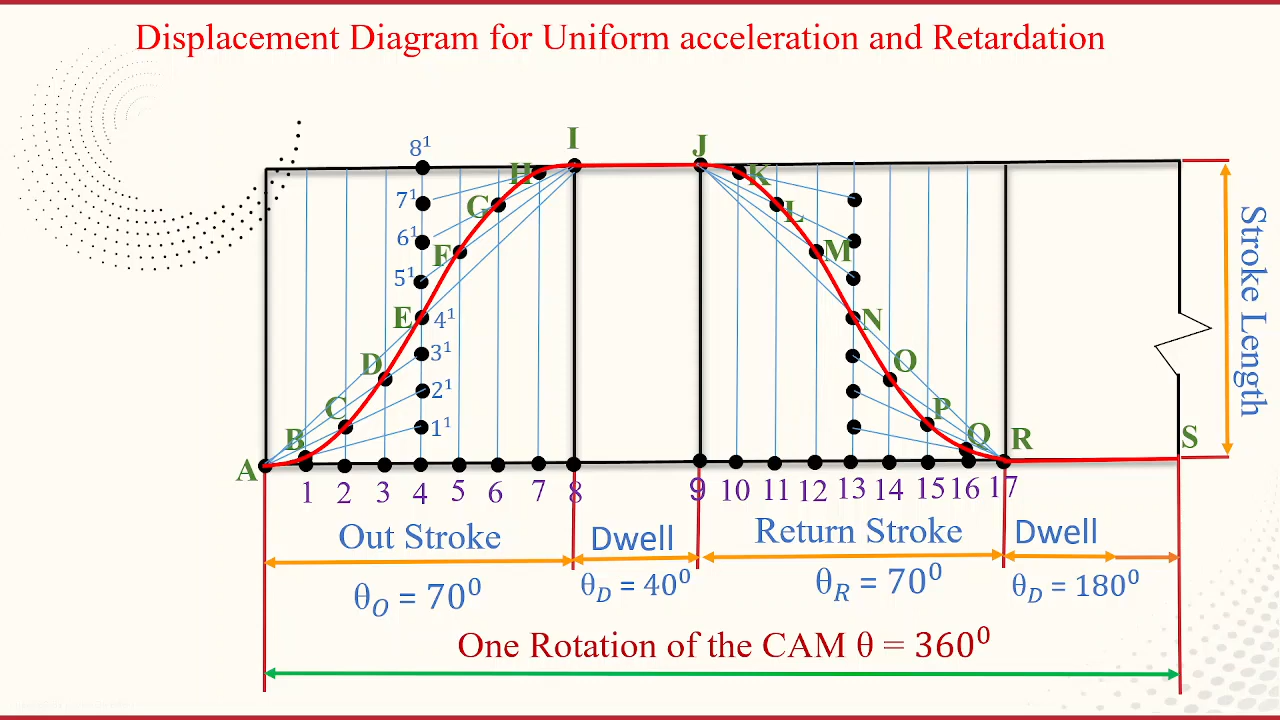 Displacement Diagram for Uniform acceleration and Retardation
I
J
8¹
H
K
7¹
G
L
6¹
F
M
5¹
E
4¹
N
3¹
D
O
2¹
C
P
1¹
B
Q
R
S
A
Stroke Length
1 2 3 4 5 6 7 8 9 10 11 12 13 14 15 16 17
Out Stroke
Dwell
Return Stroke
Dwell
θ_O = 70⁰
θ_D = 40⁰
θ_R = 70⁰
θ_D = 180⁰
One Rotation of the CAM θ = 360⁰